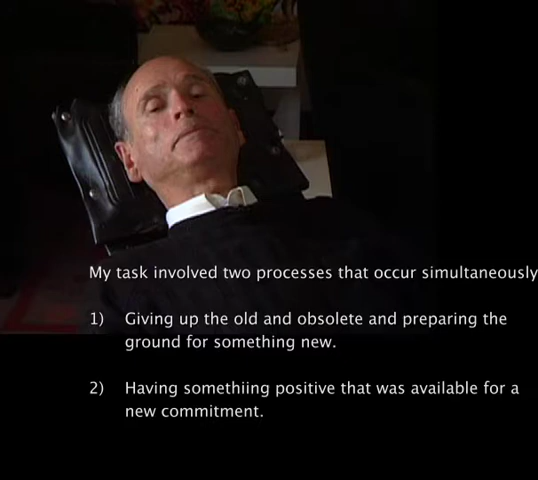 My task involved two processes that occur simultaneously
1) Giving up the old and obsolete and preparing the
ground for something new.
2) Having somethiing positive that was available for a
new commitment.